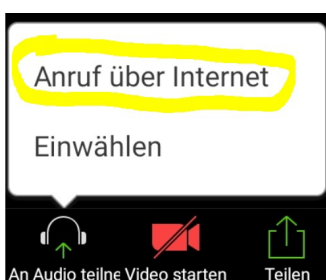 Anruf über Internet
Einwählen
An Audio teilne Video starten Teilen